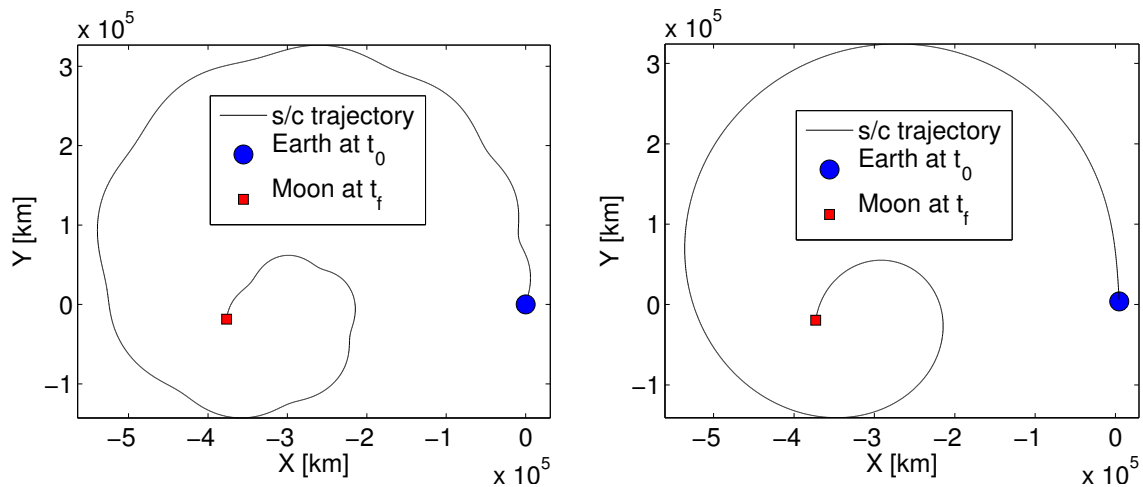 x 10^5
3
2
1
0
−1
Y [km]
s/c trajectory
Earth at t_0
Moon at t_f
−5 −4 −3 −2 −1 0
X [km]
x 10^5
x 10^5
3
2
1
0
−1
Y [km]
s/c trajectory
Earth at t_0
Moon at t_f
−5 −4 −3 −2 −1 0
X [km]
x 10^5